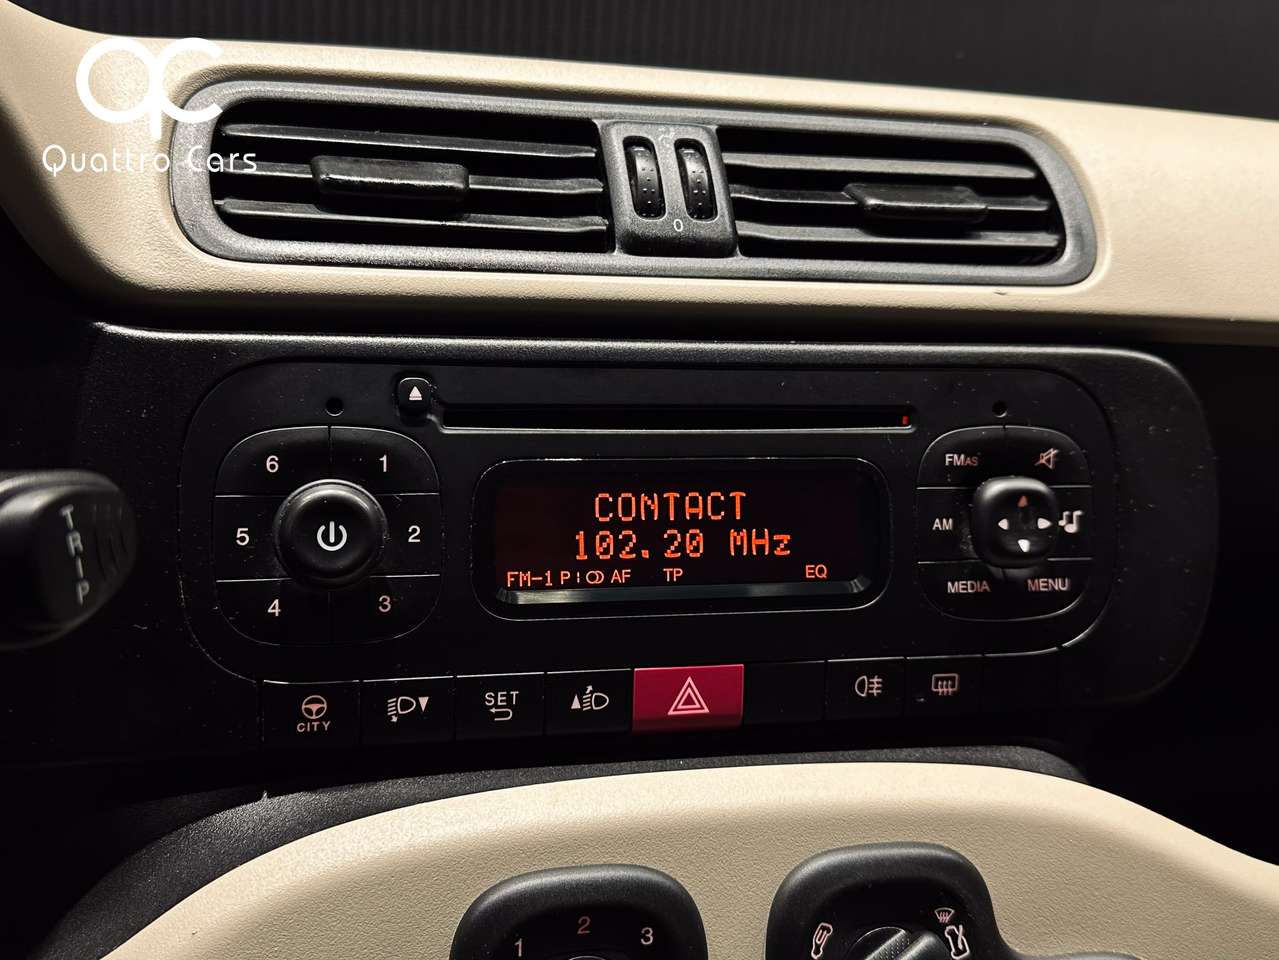 Quattro Cars
0
6 1
5 2
4 3
FMAS
AM
MEDIA MENU
CONTACT
102.20 MHz
FM-1 P AF TP EQ
TRIP
CITY
SET
1 2 3